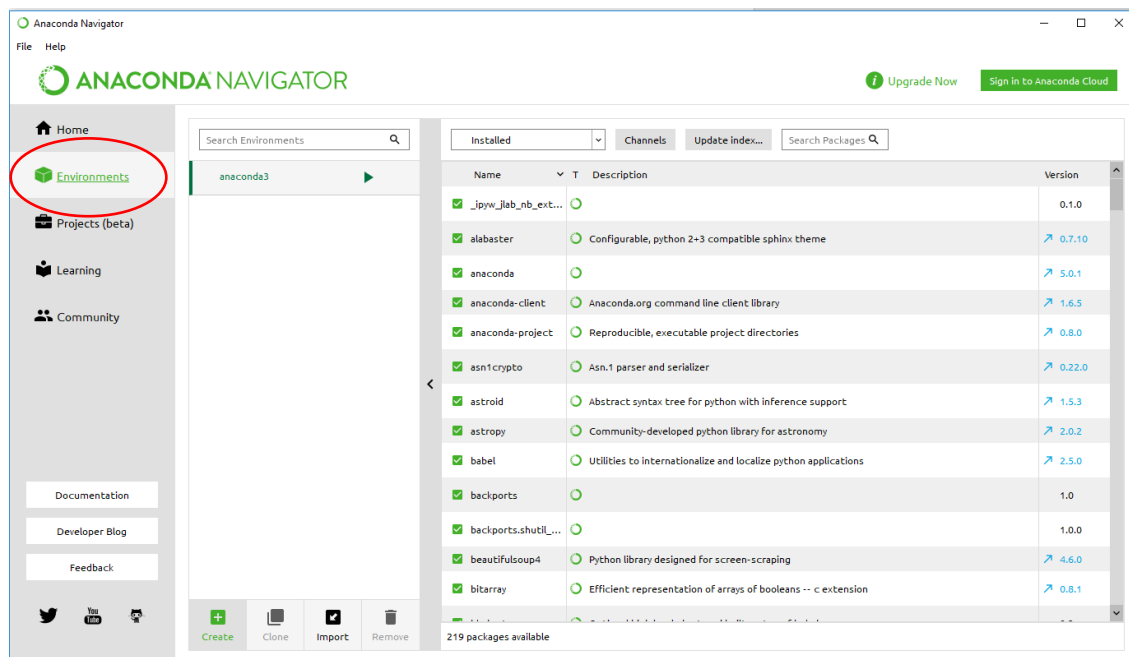 Anaconda Navigator
File Help
ANACONDA NAVIGATOR
Upgrade Now
Sign in to Anaconda Cloud
Home
Environments
Projects (beta)
Learning
Community
Documentation
Developer Blog
Feedback
You Tube
Search Environments
anaconda3
Create Clone Import Remove
Installed Channels Update index... Search Packages
Name T Description Version
_ipyw_jlab_nb_ext... 0.1.0
alabaster Configurable, python 2+3 compatible sphinx theme 0.7.10
anaconda 5.0.1
anaconda-client Anaconda.org command line client library 1.6.5
anaconda-project Reproducible, executable project directories 0.8.0
asn1crypto Asn.1 parser and serializer 0.22.0
astroid Abstract syntax tree for python with inference support 1.5.3
astropy Community-developed python library for astronomy 2.0.2
babel Utilities to internationalize and localize python applications 2.5.0
backports 1.0
backports.shutil_... 1.0.0
beautifulsoup4 Python library designed for screen-scraping 4.6.0
bitarray Efficient representation of arrays of booleans -- c extension 0.8.1
219 packages available